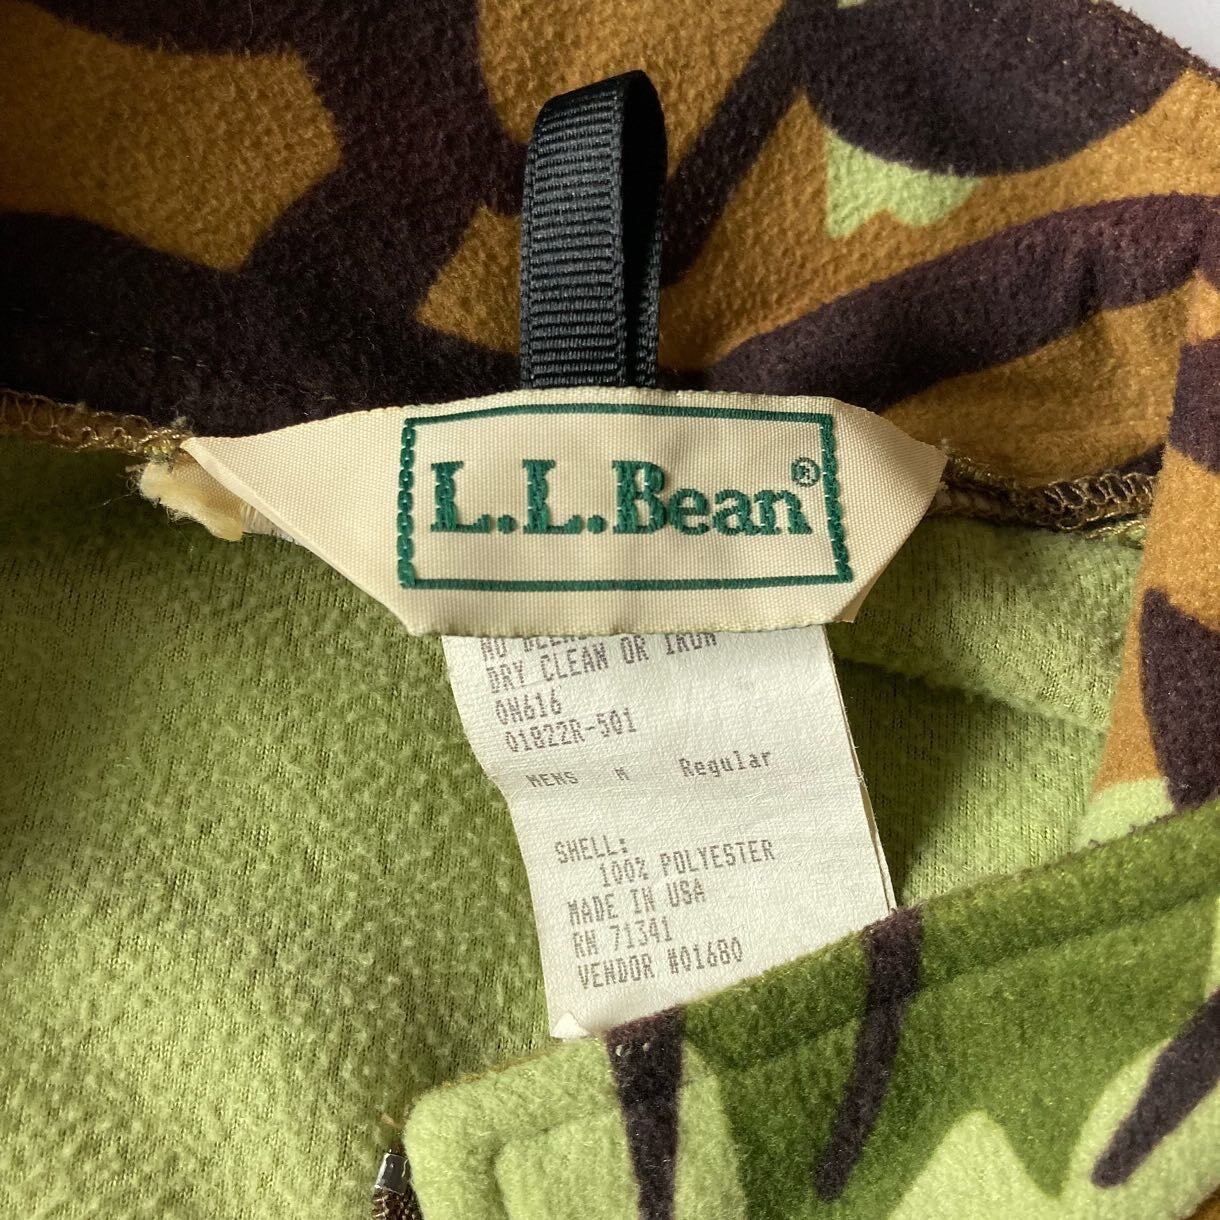 L.L.Bean®
DRY CLEAN OR IRON
0N616
01822R-501
MENS M Regular
SHELL:
100% POLYESTER
MADE IN USA
RN 71341
VENDOR #01680